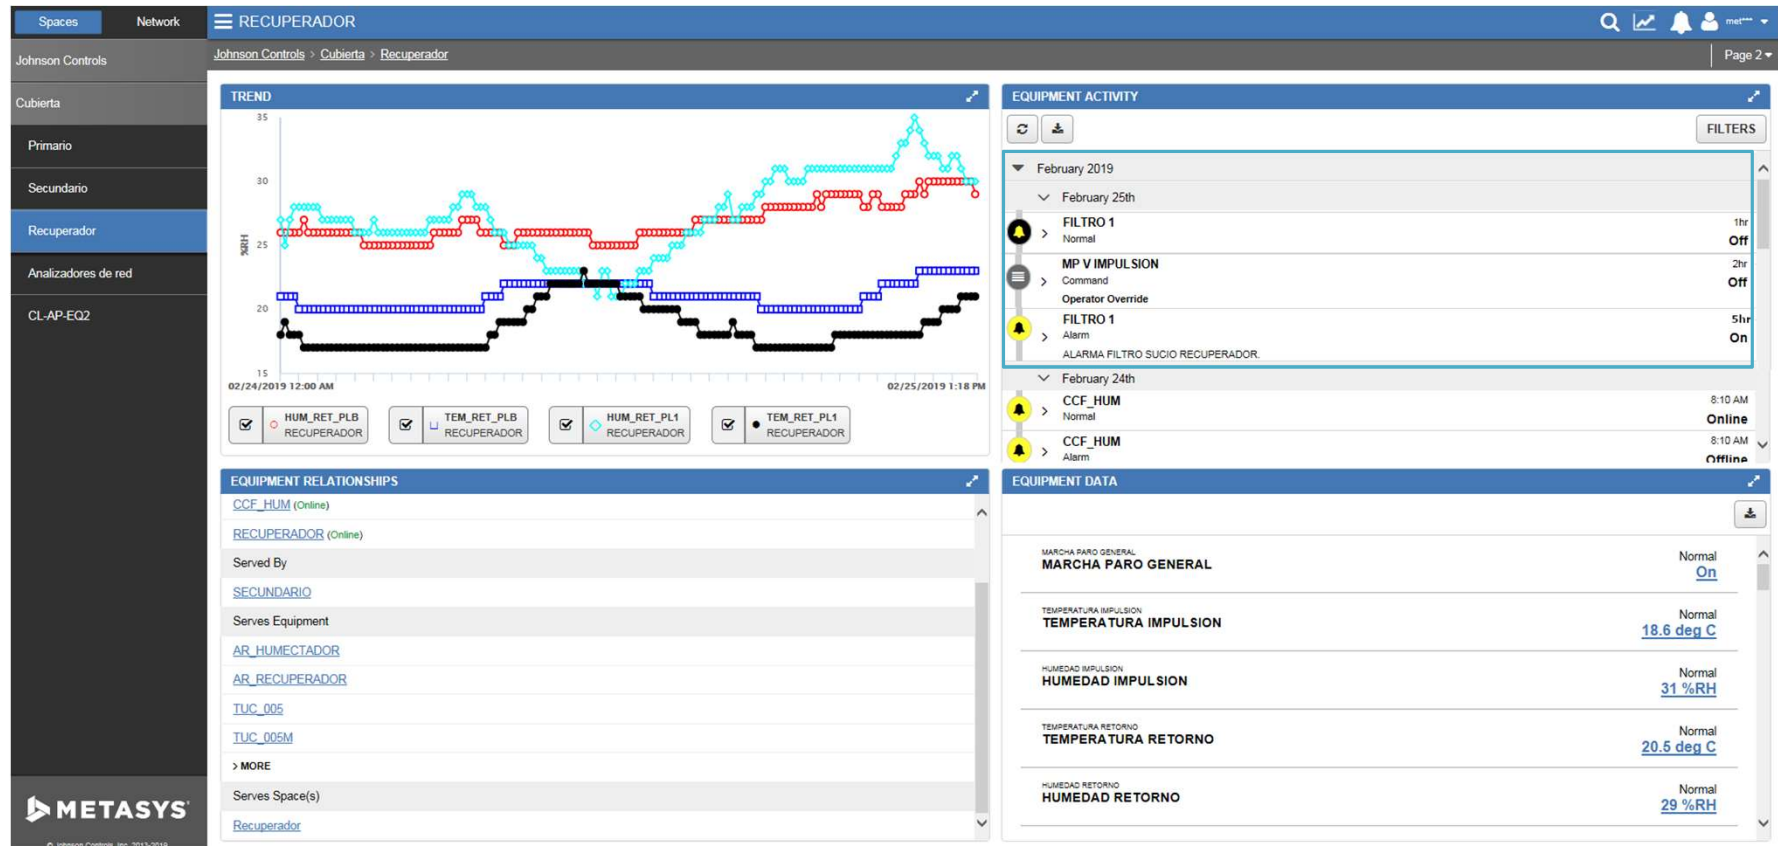 Spaces Network
RECUPERADOR
met***
Johnson Controls
Johnson Controls > Cubierta > Recuperador
Page 2
Cubierta
Primario
Secundario
Recuperador
Analizadores de red
CL-AP-EQ2
TREND
35
30
25
20
15
%RH
02/24/2019 12:00 AM
02/25/2019 1:18 PM
HUM_RET_PLB
RECUPERADOR
TEM_RET_PLB
RECUPERADOR
HUM_RET_PL1
RECUPERADOR
TEM_RET_PL1
RECUPERADOR
EQUIPMENT ACTIVITY
FILTERS
February 2019
February 25th
FILTRO 1 1hr
Normal Off
MP V IMPULSION 2hr
Command Off
Operator Override
FILTRO 1 5hr
Alarm On
ALARMA FILTRO SUCIO RECUPERADOR.
February 24th
CCF_HUM 8:10 AM
Normal Online
CCF_HUM 8:10 AM
Alarm Offline
EQUIPMENT RELATIONSHIPS
CCF_HUM (Online)
RECUPERADOR (Online)
Served By
SECUNDARIO
Serves Equipment
AR_HUMECTADOR
AR_RECUPERADOR
TUC_005
TUC_005M
> MORE
Serves Space(s)
Recuperador
EQUIPMENT DATA
MARCHA PARO GENERAL
MARCHA PARO GENERAL
Normal
On
TEMPERATURA IMPULSION
TEMPERATURA IMPULSION
Normal
18.6 deg C
HUMEDAD IMPULSION
HUMEDAD IMPULSION
Normal
31 %RH
TEMPERATURA RETORNO
TEMPERATURA RETORNO
Normal
20.5 deg C
HUMEDAD RETORNO
HUMEDAD RETORNO
Normal
29 %RH
METASYS
© Johnson Controls, Inc. 2013-2019